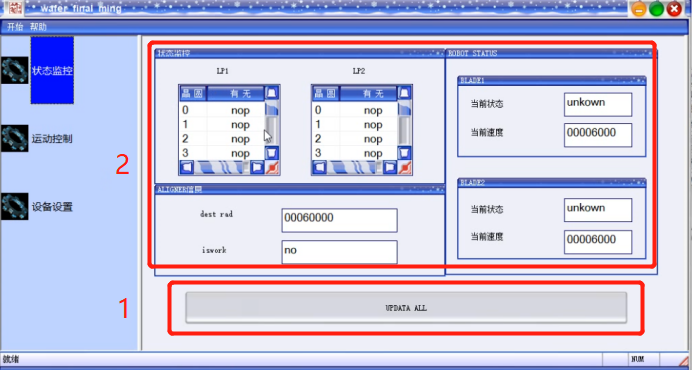 wafer final ming
开始 帮助
状态监控
运动控制
设备设置
2
1
状态监控
LP1
LP2
晶圆 有无
0 nop
1 nop
2 nop
3 nop
晶圆 有无
0 nop
1 nop
2 nop
3 nop
ALIGNER
dest rad 00060000
iswork no
ROBOT STATUS
BLADE1
当前状态 unkown
当前速度 00006000
BLADE2
当前状态 unkown
当前速度 00006000
UPDATA ALL
就绪
NUM